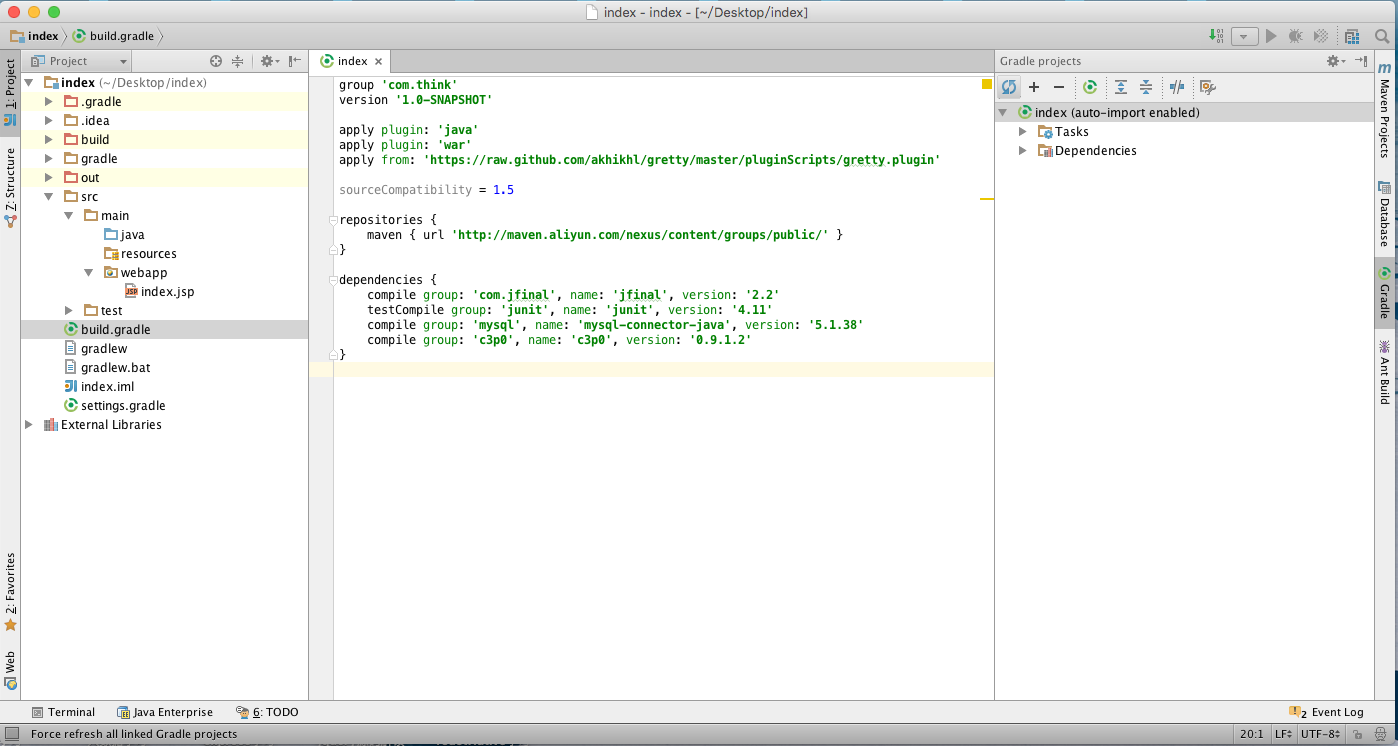 index - index - [~/Desktop/index]
index
build.gradle
Project
index
Gradle projects
1: Project
Z: Structure
2: Favorites
Web
index (~/Desktop/index)
.gradle
.idea
build
gradle
out
src
main
java
resources
webapp
index.jsp
test
build.gradle
gradlew
gradlew.bat
index.iml
settings.gradle
External Libraries
group 'com.think'
version '1.0-SNAPSHOT'
apply plugin: 'java'
apply plugin: 'war'
apply from: 'https://raw.github.com/akhikhl/gretty/master/pluginScripts/gretty.plugin'
sourceCompatibility = 1.5
repositories {
maven { url 'http://maven.aliyun.com/nexus/content/groups/public/' }
}
dependencies {
compile group: 'com.jfinal', name: 'jfinal', version: '2.2'
testCompile group: 'junit', name: 'junit', version: '4.11'
compile group: 'mysql', name: 'mysql-connector-java', version: '5.1.38'
compile group: 'c3p0', name: 'c3p0', version: '0.9.1.2'
}
index (auto-import enabled)
Tasks
Dependencies
Maven Projects
Database
Gradle
Ant Build
Terminal
Java Enterprise
6: TODO
2 Event Log
Force refresh all linked Gradle projects
20:1
LF
UTF-8